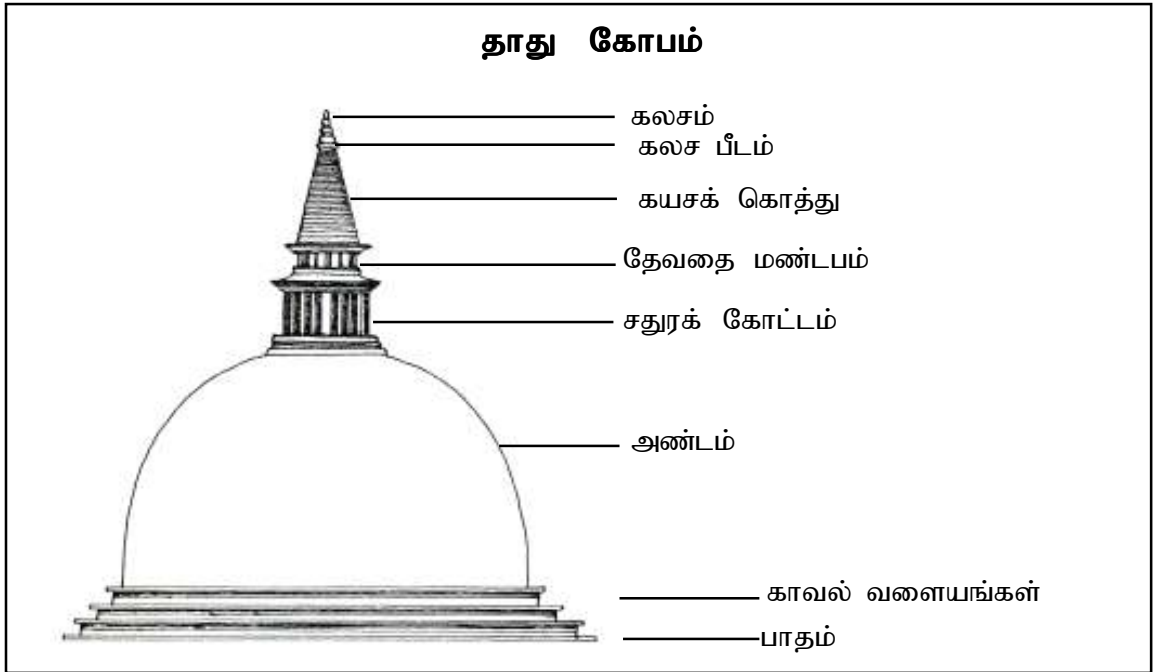 தாது கோபம்
கலசம்
கலச பீடம்
கயசக் கொத்து
தேவதை மண்டபம்
சதுரக் கோட்டம்
அண்டம்
காவல் வளையங்கள்
பாதம்